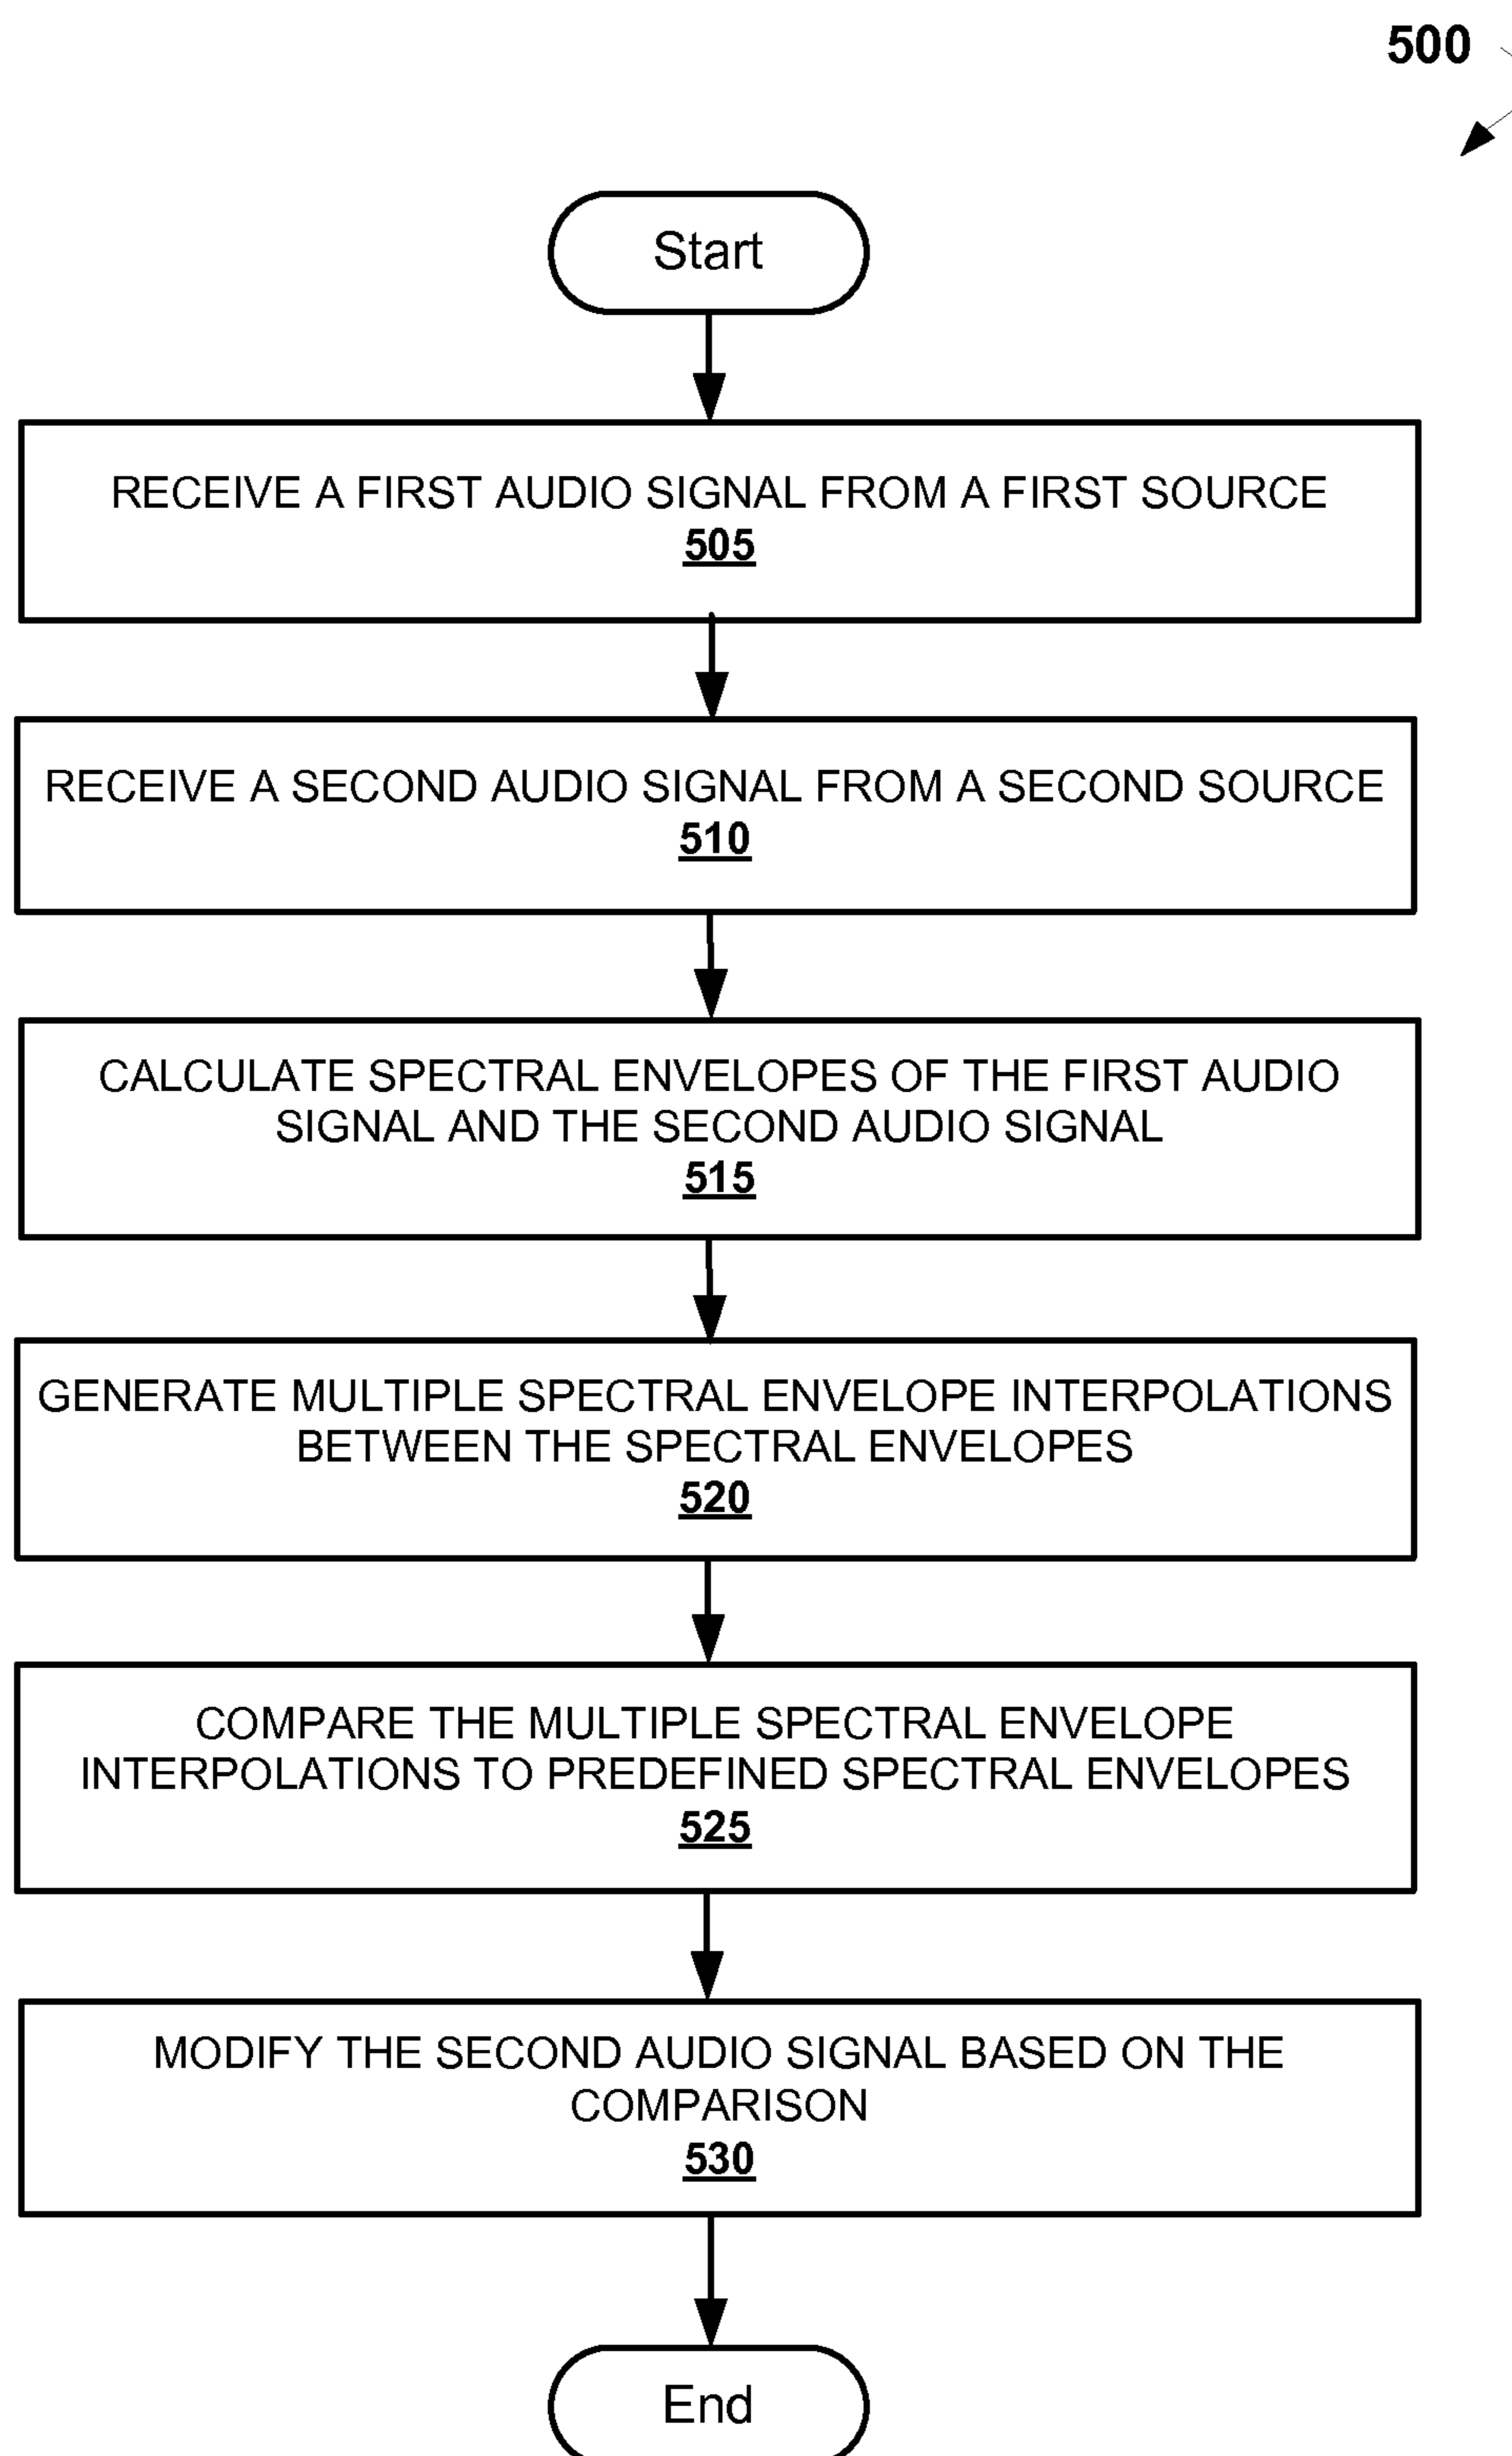 500
Start
RECEIVE A FIRST AUDIO SIGNAL FROM A FIRST SOURCE
505
RECEIVE A SECOND AUDIO SIGNAL FROM A SECOND SOURCE
510
CALCULATE SPECTRAL ENVELOPES OF THE FIRST AUDIO
SIGNAL AND THE SECOND AUDIO SIGNAL
515
GENERATE MULTIPLE SPECTRAL ENVELOPE INTERPOLATIONS
BETWEEN THE SPECTRAL ENVELOPES
520
COMPARE THE MULTIPLE SPECTRAL ENVELOPE
INTERPOLATIONS TO PREDEFINED SPECTRAL ENVELOPES
525
MODIFY THE SECOND AUDIO SIGNAL BASED ON THE
COMPARISON
530
End